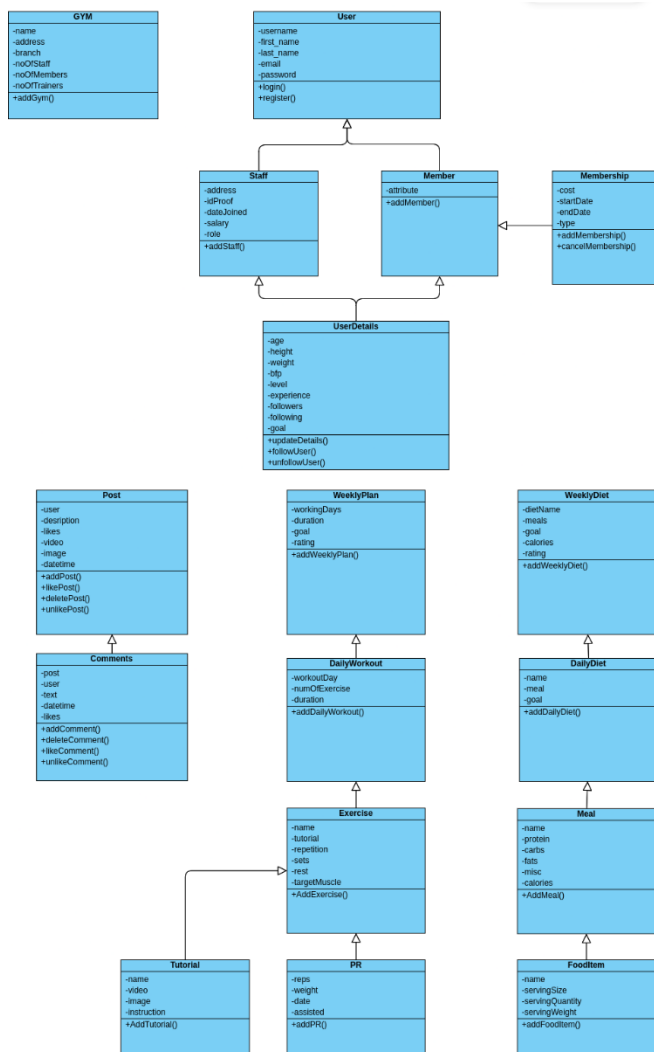 GYM
-name
-address
-branch
-noOfStaff
-noOfMembers
-noOfTrainers
+addGym()
User
-username
-first_name
-last_name
-email
-password
+login()
+register()
Staff
-address
-idProof
-dateJoined
-salary
-role
+addStaff()
Member
-attribute
+addMember()
Membership
-cost
-startDate
-endDate
-type
+addMembership()
+cancelMembership()
UserDetails
-age
-height
-weight
-bfp
-level
-experience
-followers
-following
-goal
+updateDetails()
+followUser()
+unfollowUser()
Post
-user
-desription
-likes
-video
-image
-datetime
+addPost()
+likePost()
+deletePost()
+unlikePost()
WeeklyPlan
-workingDays
-duration
-goal
-rating
+addWeeklyPlan()
WeeklyDiet
-dietName
-meals
-goal
-calories
-rating
+addWeeklyDiet()
Comments
-post
-user
-text
-datetime
-likes
+addComment()
+deleteComment()
+likeComment()
+unlikeComment()
DailyWorkout
-workoutDay
-numOfExercise
-duration
+addDailyWorkout()
DailyDiet
-name
-meal
-goal
+addDailyDiet()
Exercise
-name
-tutorial
-repetition
-sets
-rest
-targetMuscle
+AddExercise()
Meal
-name
-protein
-carbs
-fats
-misc
-calories
+AddMeal()
Tutorial
-name
-video
-image
-instruction
+AddTutorial()
PR
-reps
-weight
-date
-assisted
+addPR()
FoodItem
-name
-servingSize
-servingQuantity
-servingWeight
+addFoodItem()